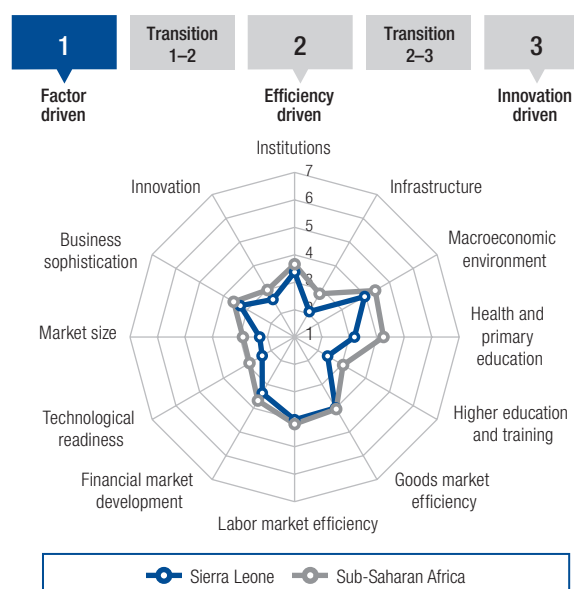 1
Transition
1–2
2
Transition
2–3
3
Factor
driven
Efficiency
driven
Innovation
driven
Institutions
Infrastructure
Macroeconomic
environment
Health and
primary
education
Higher education
and training
Goods market
efficiency
Labor market efficiency
Financial market
development
Technological
readiness
Market size
Business
sophistication
Innovation
7
6
5
4
3
2
1
Sierra Leone
Sub-Saharan Africa